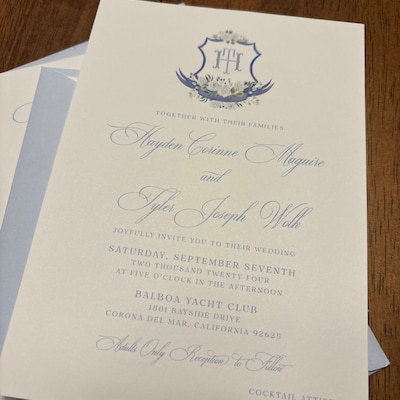 TH
TOGETHER WITH THEIR FAMILIES
Hayden Corinne Maguire
and
Tyler Joseph Wolk
JOYFULLY INVITE YOU TO THEIR WEDDING
SATURDAY, SEPTEMBER SEVENTH
TWO THOUSAND TWENTY-FOUR
AT FIVE O'CLOCK IN THE AFTERNOON
BALBOA YACHT CLUB
1801 BAYSIDE DRIVE
CORONA DEL MAR, CALIFORNIA 92625
Adults Only Reception to Follow
COCKTAIL